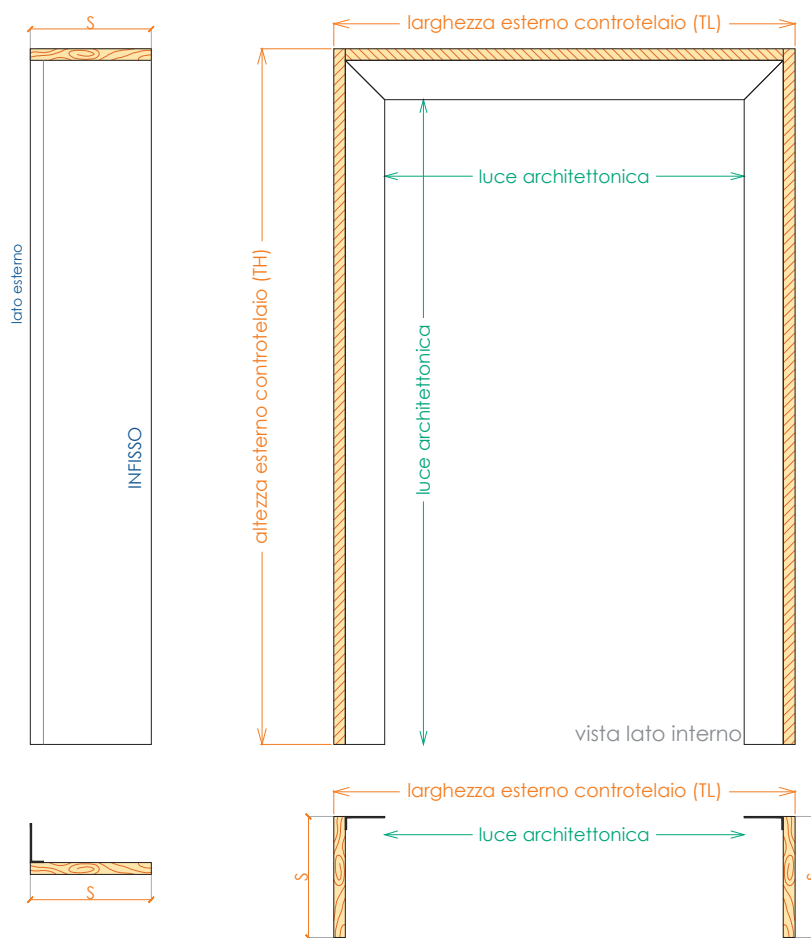 S
larghezza esterno controtelaio (TL)
luce architettonica
lato esterno
altezza esterno controtelaio (TH)
luce architettonica
INFISSO
vista lato interno
larghezza esterno controtelaio (TL)
luce architettonica
S
S
S